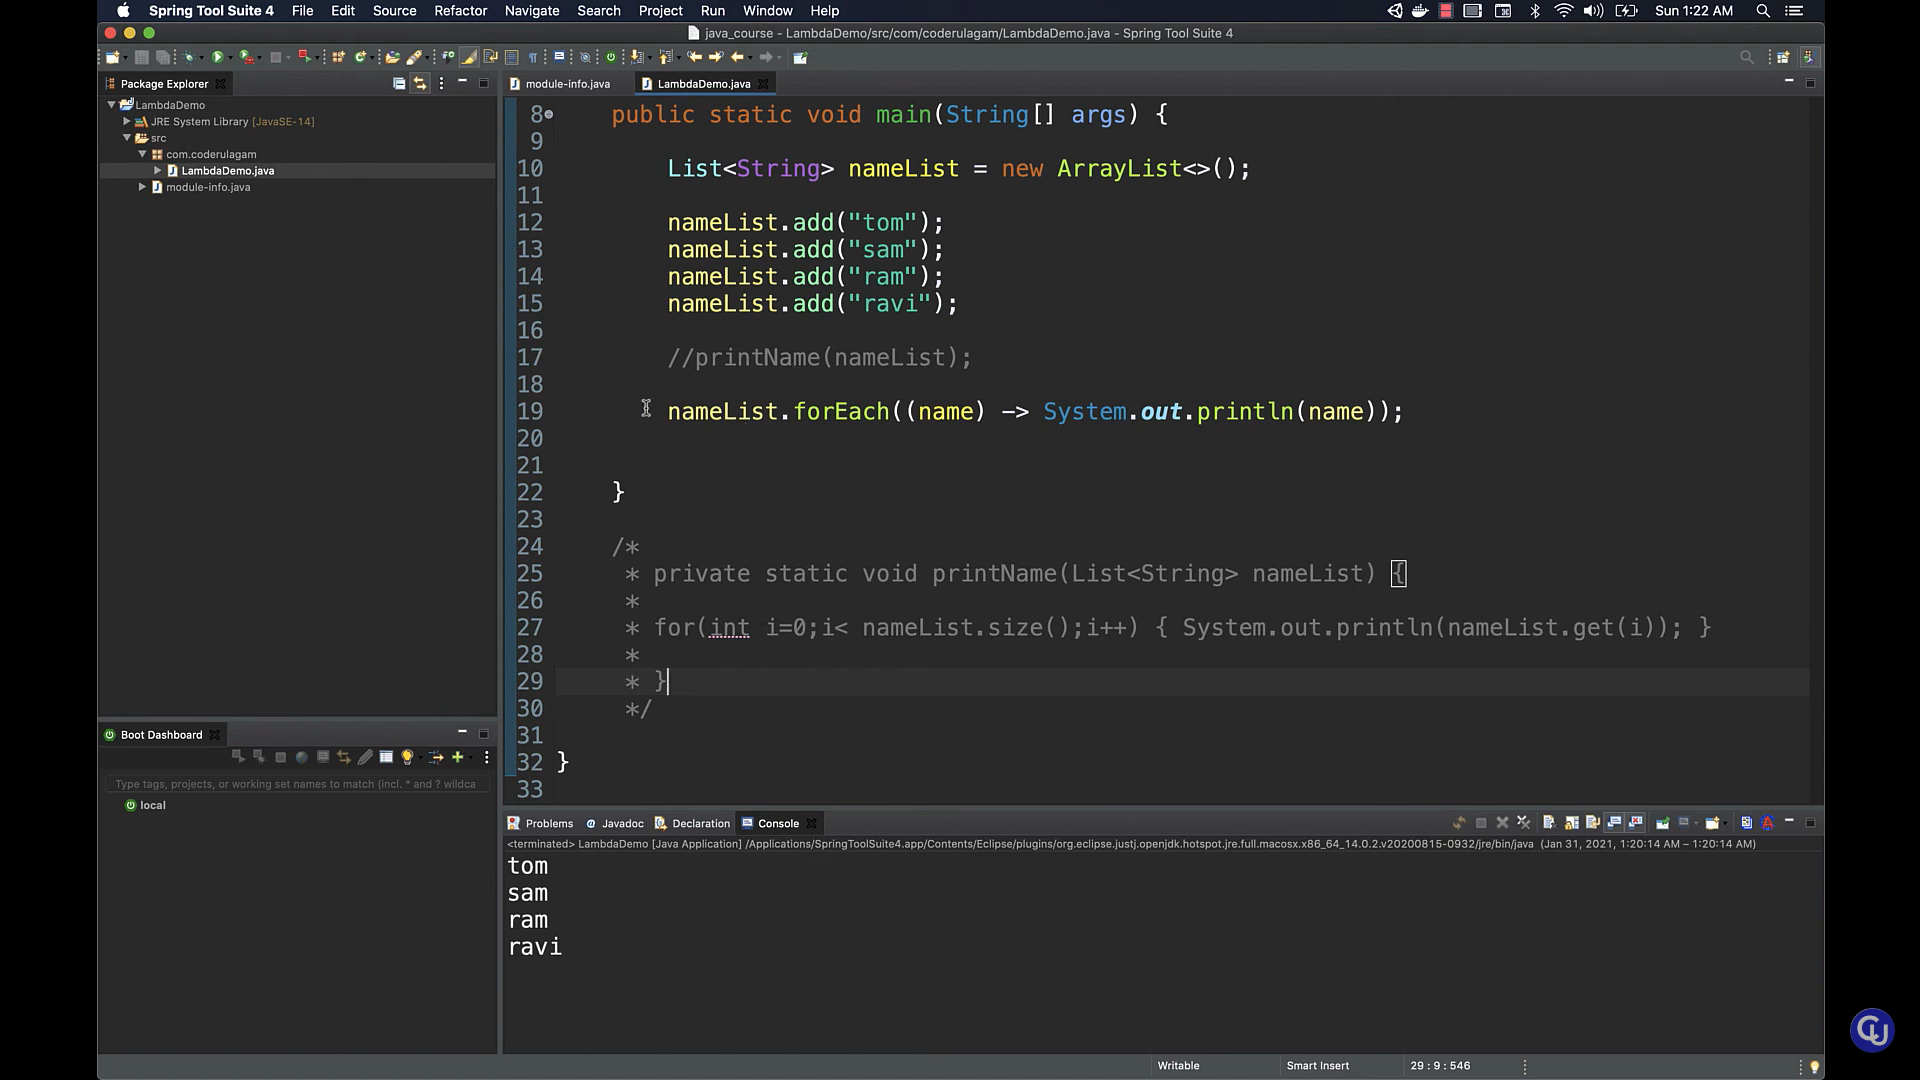 Spring Tool Suite 4 File Edit Source Refactor Navigate Search Project Run Window Help Sun 1:22 AM
java_course - LambdaDemo/src/com/coderulagam/LambdaDemo.java - Spring Tool Suite 4
Package Explorer
LambdaDemo
JRE System Library [JavaSE-14]
src
com.coderulagam
LambdaDemo.java
module-info.java
module-info.java LambdaDemo.java
8 public static void main(String[] args) {
9
10 List<String> nameList = new ArrayList<>();
11
12 nameList.add("tom");
13 nameList.add("sam");
14 nameList.add("ram");
15 nameList.add("ravi");
16
17 //printName(nameList);
18
19 nameList.forEach((name) -> System.out.println(name));
20
21
22 }
23
24 /*
25 * private static void printName(List<String> nameList) {
26 *
27 * for(int i=0;i< nameList.size();i++) { System.out.println(nameList.get(i)); }
28 *
29 * }
30 */
31
32 }
33
Boot Dashboard
Type tags, projects, or working set names to match (incl. * and ? wildca
local
Problems Javadoc Declaration Console
<terminated> LambdaDemo [Java Application] /Applications/SpringToolSuite4.app/Contents/Eclipse/plugins/org.eclipse.justj.openjdk.hotspot.jre.full.macosx.x86_64_14.0.2.v20200815-0932/jre/bin/java (Jan 31, 2021, 1:20:14 AM – 1:20:14 AM)
tom
sam
ram
ravi
Writable Smart Insert 29 : 9 : 546